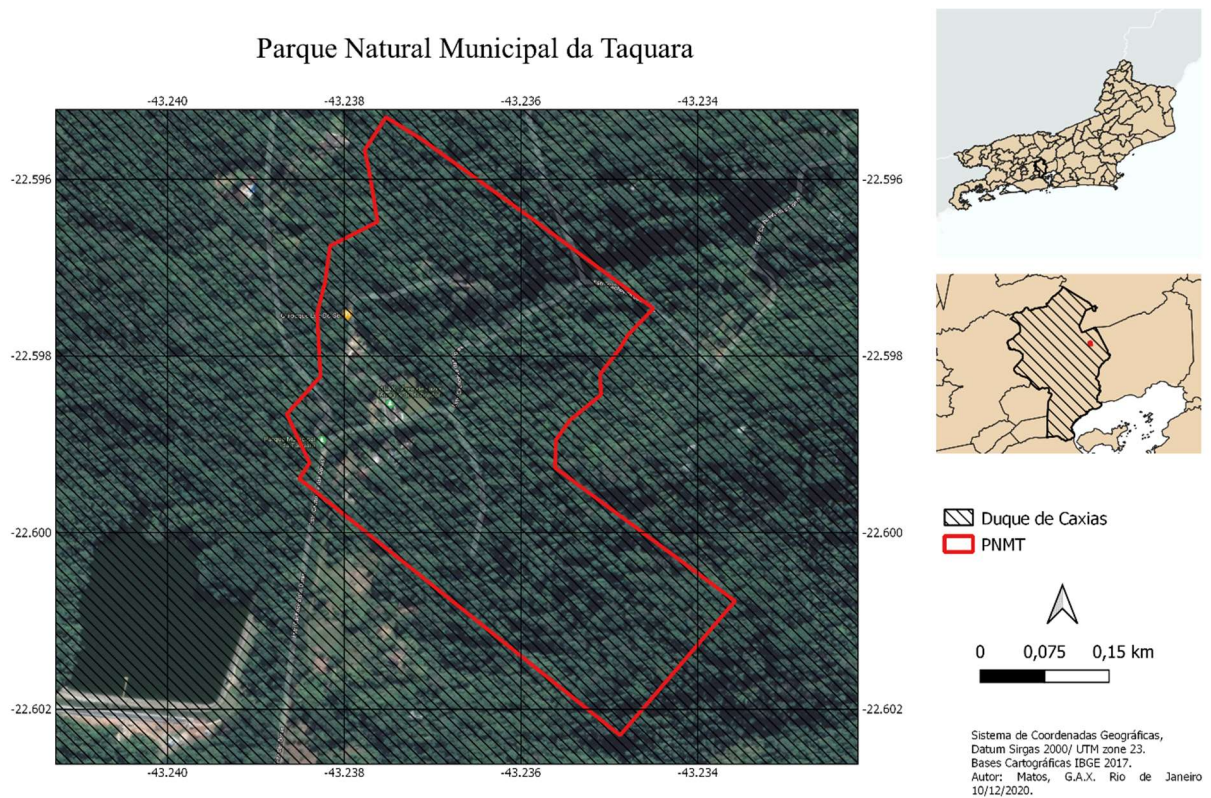 Parque Natural Municipal da Taquara
-43.240 -43.238 -43.236 -43.234
-22.596 -22.596
-22.598 -22.598
Parque Municipal
-22.600 -22.600
-22.602 -22.602
-43.240 -43.238 -43.236 -43.234
Duque de Caxias
PNMT
0 0,075 0,15 km
Sistema de Coordenadas Geográficas,
Datum Sirgas 2000/ UTM zone 23.
Bases Cartográficas IBGE 2017.
Autor: Matos, G.A.X. Rio de Janeiro
10/12/2020.